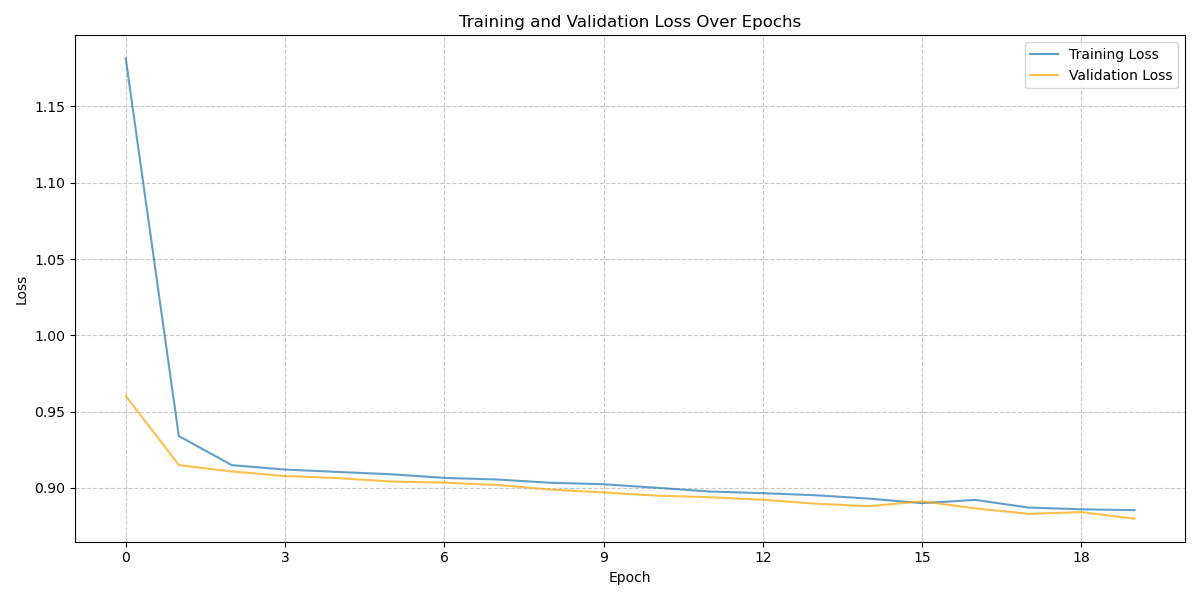 Training and Validation Loss Over Epochs
Training Loss
Validation Loss
1.15
1.10
1.05
1.00
0.95
0.90
Loss
0 3 6 9 12 15 18
Epoch